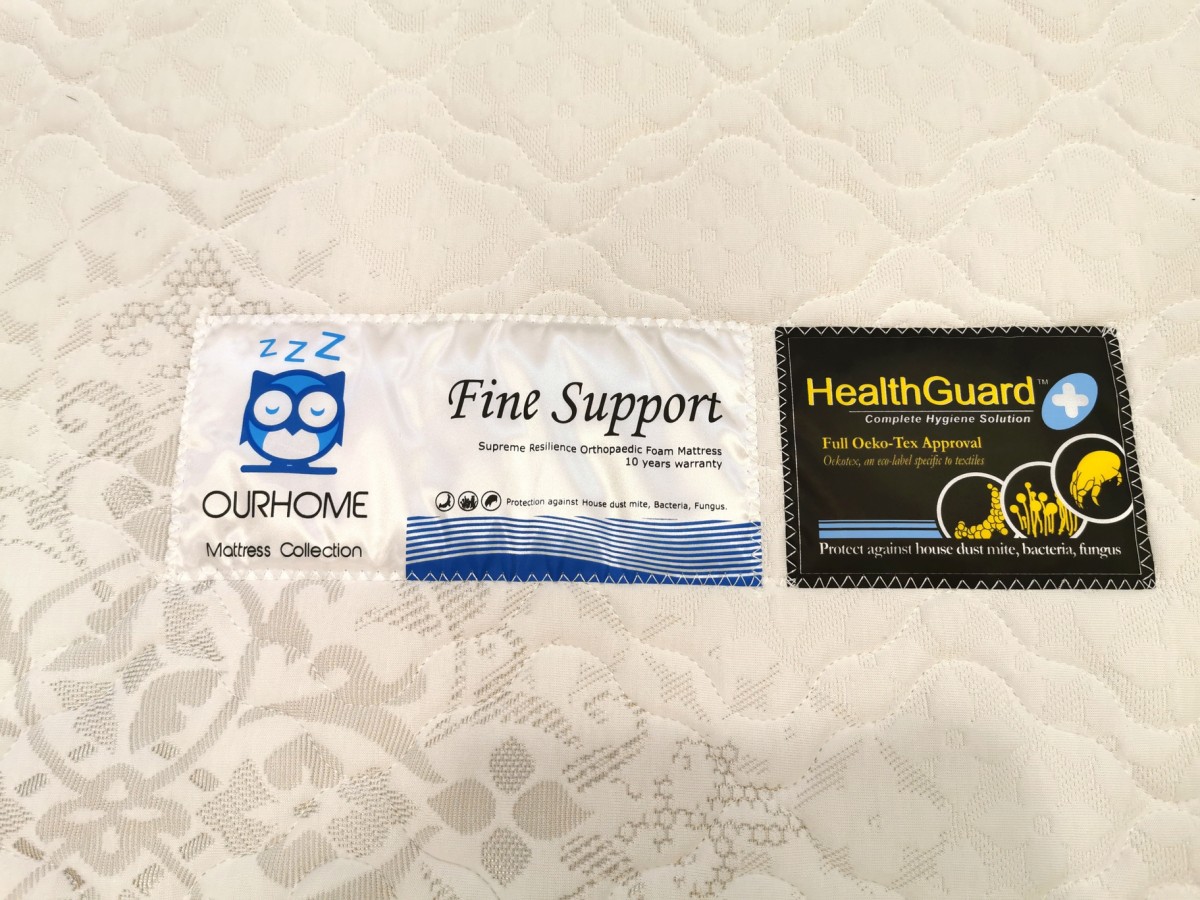 ZZZ
OURHOME
Mattress Collection
Fine Support
Supreme Resilience Orthopaedic Foam Mattress
10 years warranty
Protection against House dust mite, Bacteria, Fungus.
HealthGuard™
Complete Hygiene Solution
Full Oeko-Tex Approval
Oekotex, an eco-label specific to textiles
Protect against house dust mite, bacteria, fungus